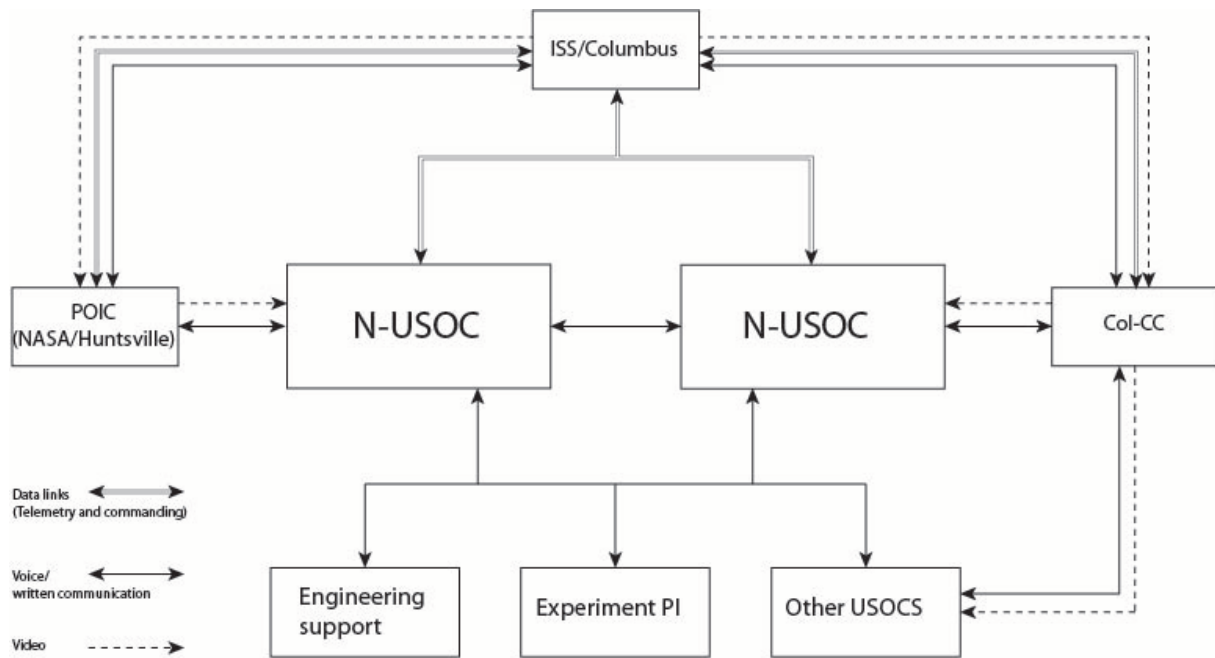 ISS/Columbus
POIC
(NASA/Huntsville)
N-USOC
N-USOC
Col-CC
Data links
(Telemetry and commanding)
Voice/
written communication
Video
Engineering
support
Experiment PI
Other USOCS